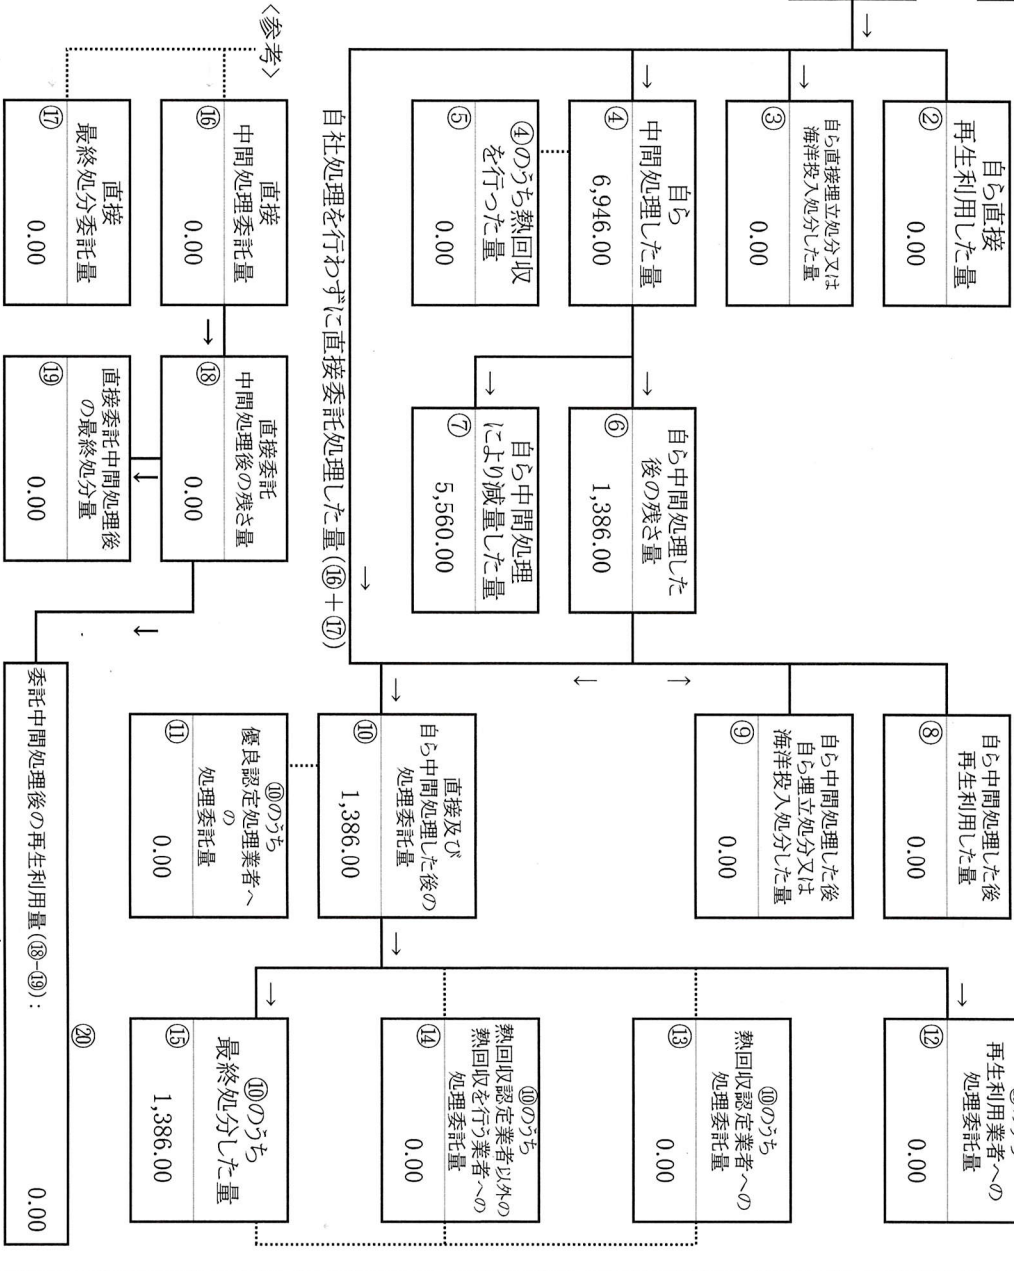 自ら直接
再生利用した量
②
0.00
自ら直接埋立処分又は
海洋投入処分した量
③
0.00
自ら
中間処理した量
④
6,946.00
④のうち熱回収
を行った量
⑤
0.00
自ら中間処理した
後の残さ量
⑥
1,386.00
自ら中間処理
により減量した量
⑦
5,560.00
自ら中間処理した後
再生利用した量
⑧
0.00
自ら中間処理した後
自ら埋立処分又は
海洋投入処分した量
⑨
0.00
直接及び
自ら中間処理した後の
処理委託量
⑩
1,386.00
⑩のうち
優良認定処理業者へ
の
処理委託量
⑪
0.00
再生利用業者への
処理委託量
⑫
0.00
⑩のうち
熱回収認定業者への
処理委託量
⑬
0.00
⑩のうち
熱回収認定業者以外の
熱回収を行う業者への
処理委託量
⑭
0.00
⑩のうち
最終処分した量
⑮
1,386.00
自社処理を行わずに直接委託処理した量(⑯+⑰)
<参考>
直接
中間処理委託量
⑯
0.00
直接
最終処分委託量
⑰
0.00
直接委託
中間処理後の残さ量
⑱
0.00
直接委託中間処理後
の最終処分量
⑲
0.00
⑳
委託中間処理後の再生利用量(⑱-⑲): 0.00